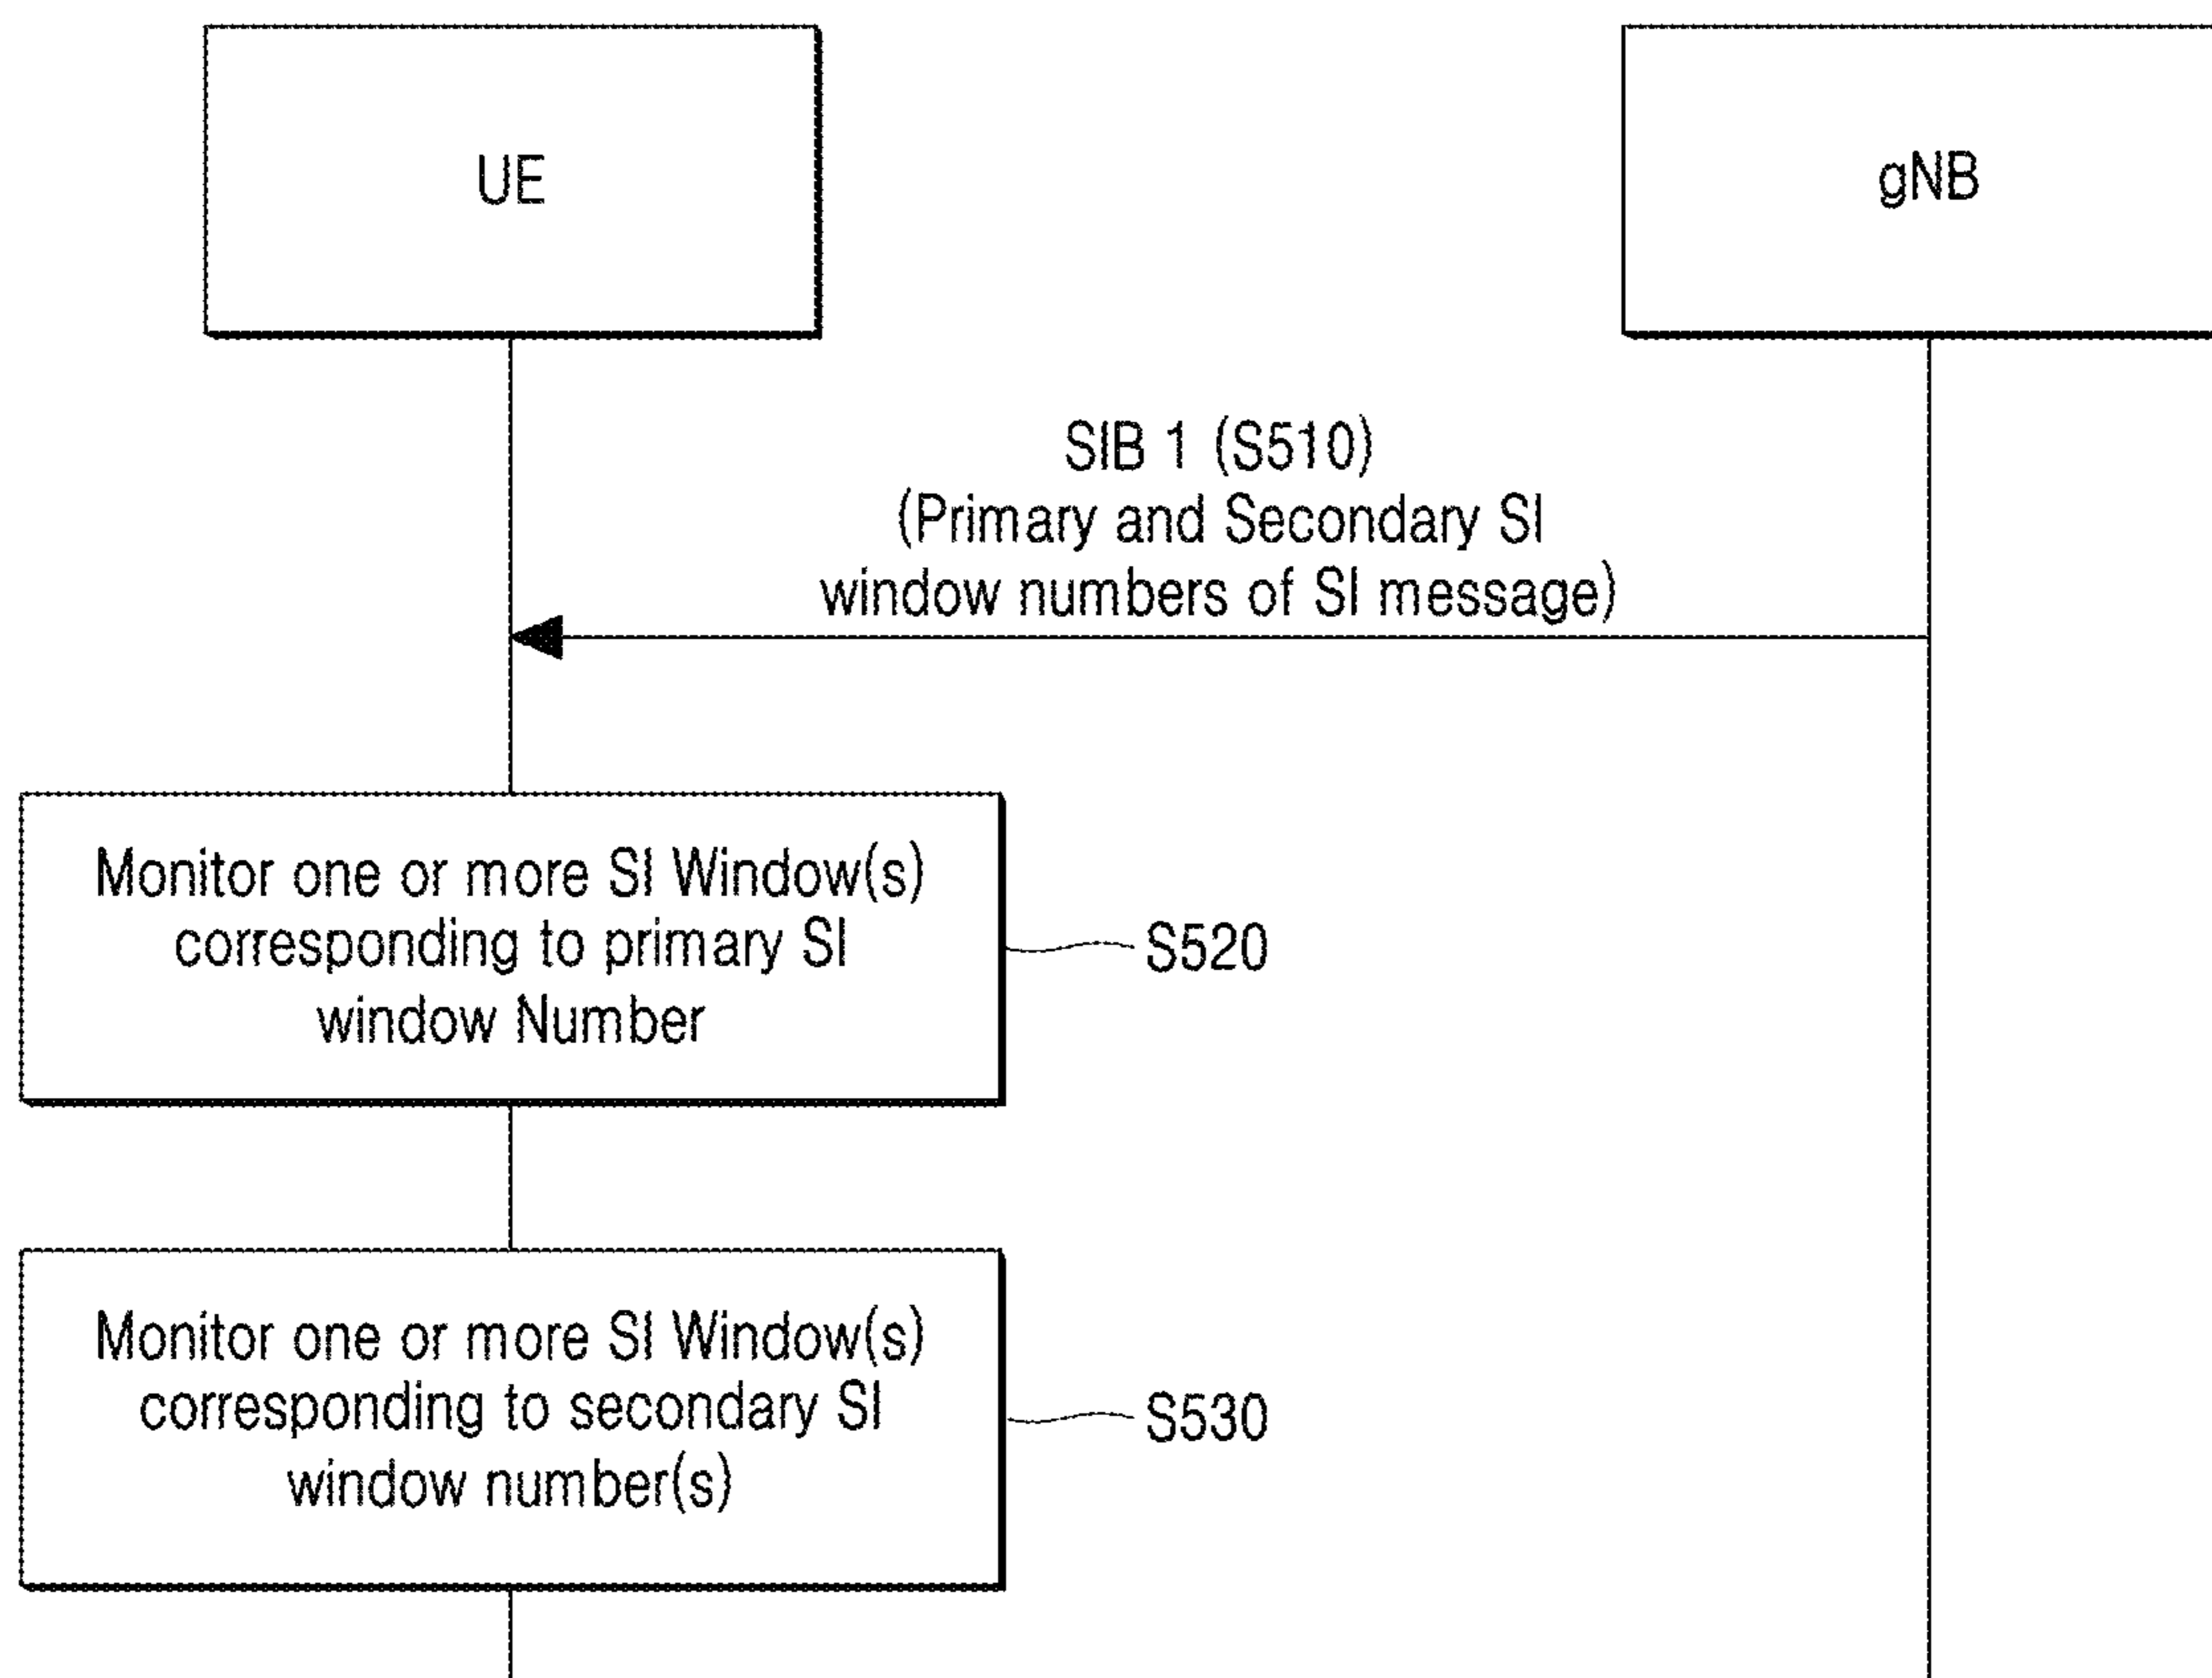 UE
gNB
SIB 1 (S510)
(Primary and Secondary SI
window numbers of SI message)
Monitor one or more SI Window(s)
corresponding to primary SI
window Number
S520
Monitor one or more SI Window(s)
corresponding to secondary SI
window number(s)
S530